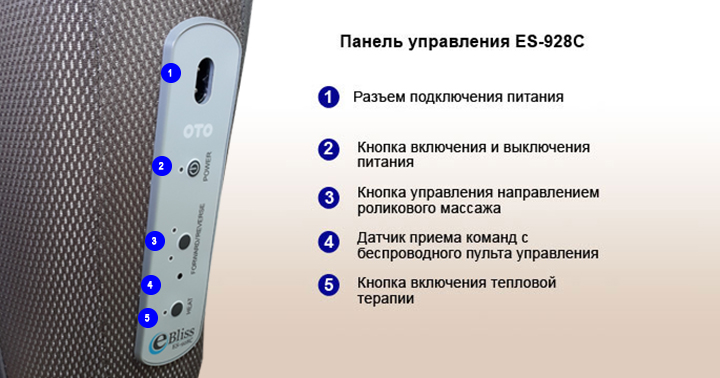 Панель управления ES-928C
1 Разъем подключения питания
2 Кнопка включения и выключения
питания
3 Кнопка управления направлением
роликового массажа
4 Датчик приема команд с
беспроводного пульта управления
5 Кнопка включения тепловой
терапии
1
OTO
2
POWER
3
FORWARD/REVERSE
4
HEAT
5
eBliss
ES-928C